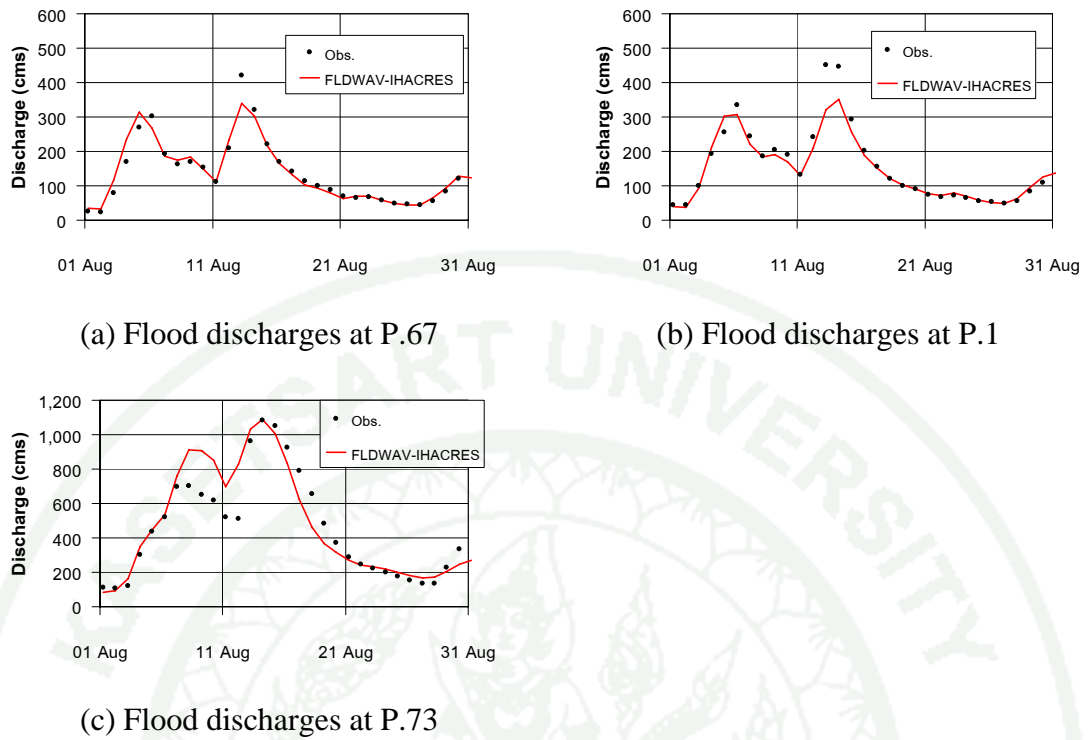 600
500
400
300
200
100
0
Discharge (cms)
Obs.
FLDWAV-IHACRES
01 Aug
11 Aug
21 Aug
31 Aug
(a) Flood discharges at P.67
600
500
400
300
200
100
0
Discharge (cms)
Obs.
FLDWAV-IHACRES
01 Aug
11 Aug
21 Aug
31 Aug
(b) Flood discharges at P.1
1,200
1,000
800
600
400
200
0
Discharge (cms)
Obs.
FLDWAV-IHACRES
01 Aug
11 Aug
21 Aug
31 Aug
(c) Flood discharges at P.73
KASETSART UNIVERSITY